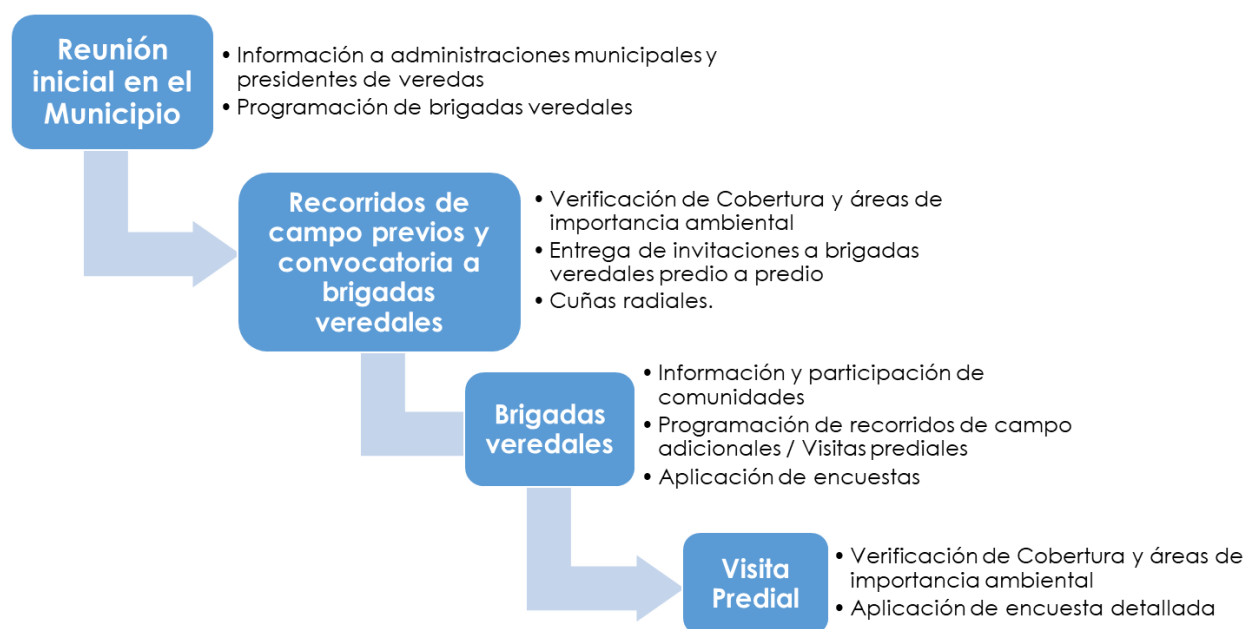 Reunión
inicial en el
Municipio
• Información a administraciones municipales y
presidentes de veredas
• Programación de brigadas veredales
Recorridos de
campo previos y
convocatoria a
brigadas
veredales
• Verificación de Cobertura y áreas de
importancia ambiental
• Entrega de invitaciones a brigadas
veredales predio a predio
• Cuñas radiales.
Brigadas
veredales
• Información y participación de
comunidades
• Programación de recorridos de campo
adicionales / Visitas prediales
• Aplicación de encuestas
Visita
Predial
• Verificación de Cobertura y áreas de
importancia ambiental
• Aplicación de encuesta detallada